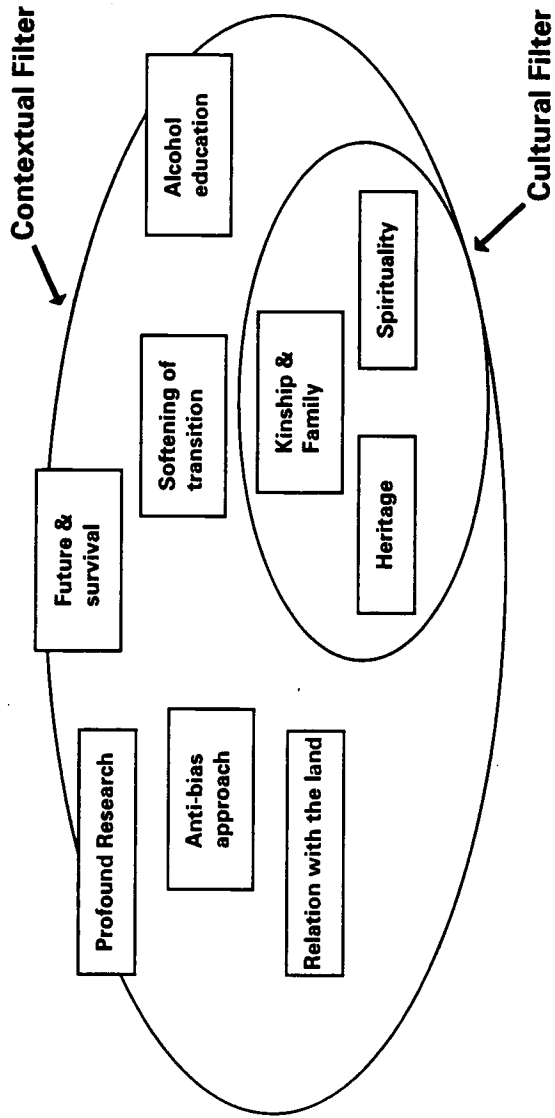 Contextual Filter
Future &
survival
Profound Research
Softening of
transition
Alcohol
education
Anti-bias
approach
Kinship &
Family
Relation with the land
Heritage
Spirituality
Cultural Filter